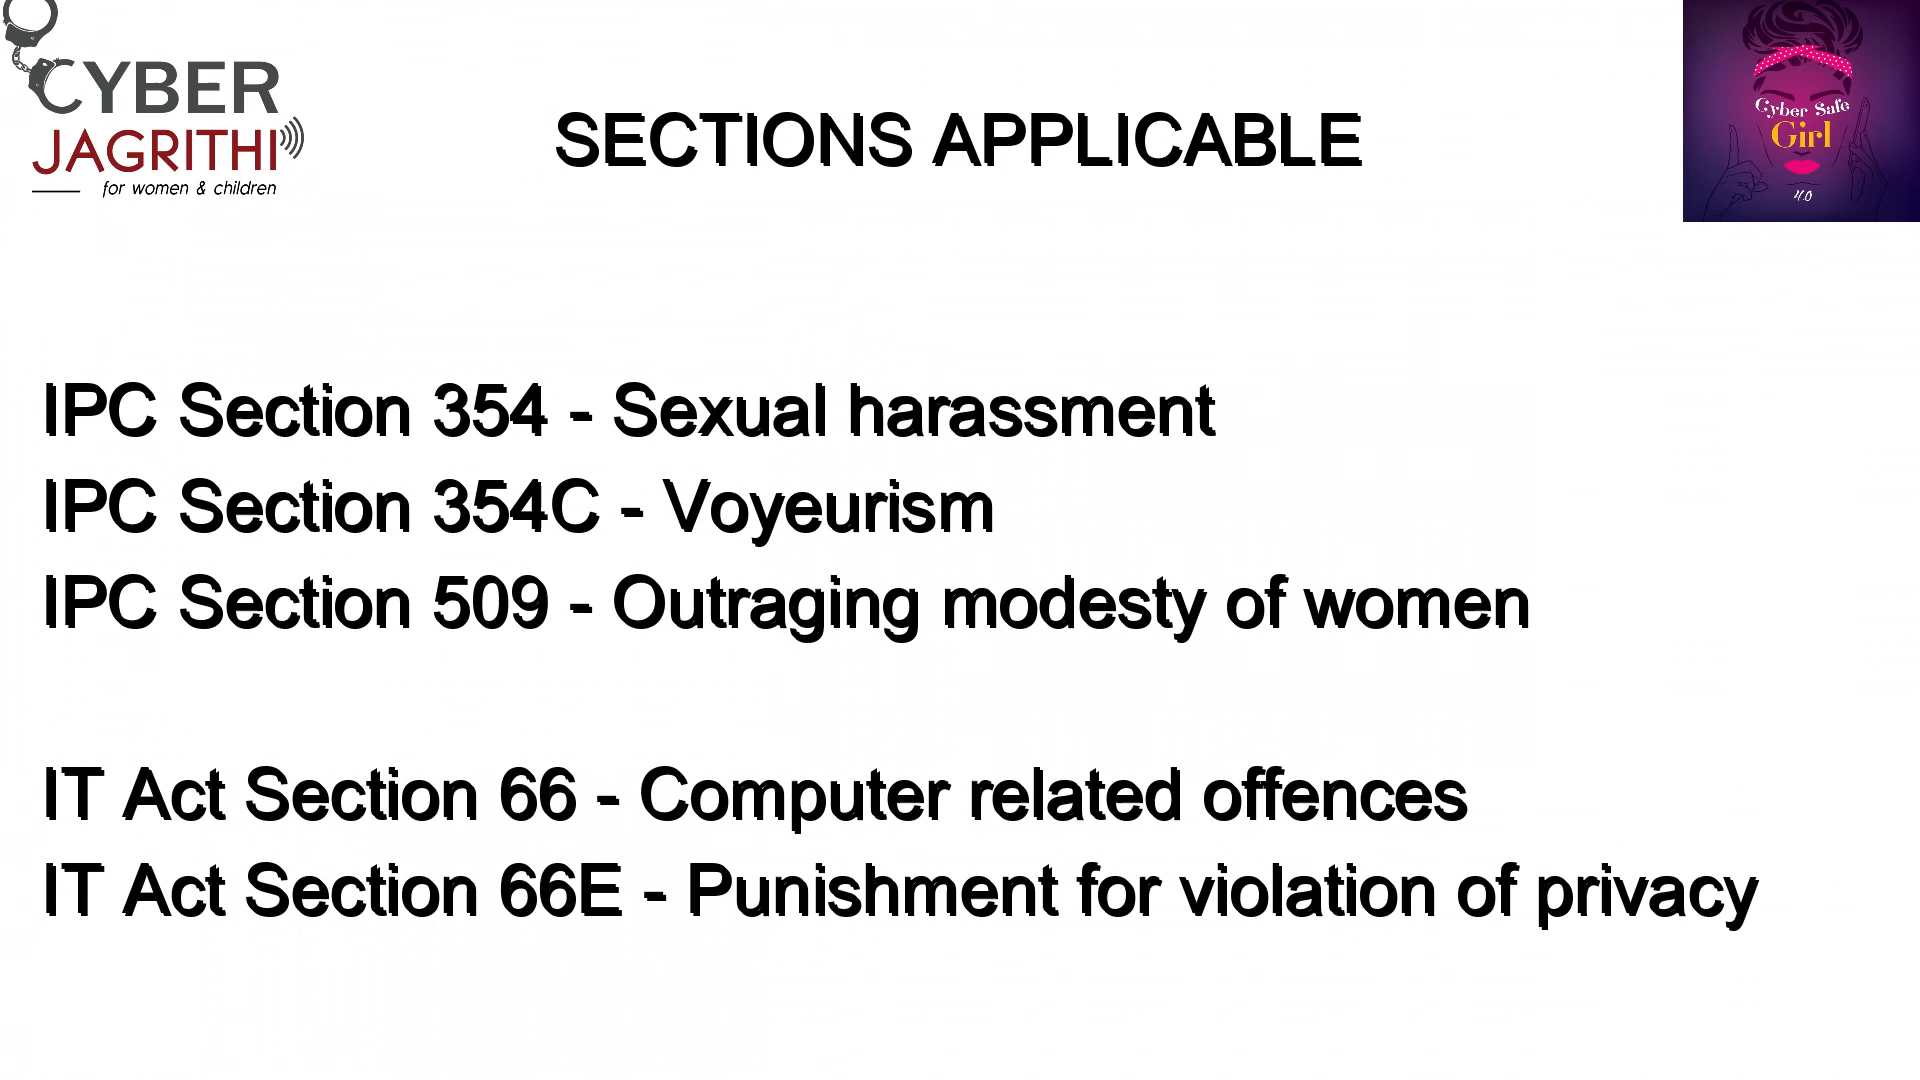 CYBER
JAGRITHI
for women & children
SECTIONS APPLICABLE
Cyber Safe
Girl
4.0
IPC Section 354 - Sexual harassment
IPC Section 354C - Voyeurism
IPC Section 509 - Outraging modesty of women
IT Act Section 66 - Computer related offences
IT Act Section 66E - Punishment for violation of privacy